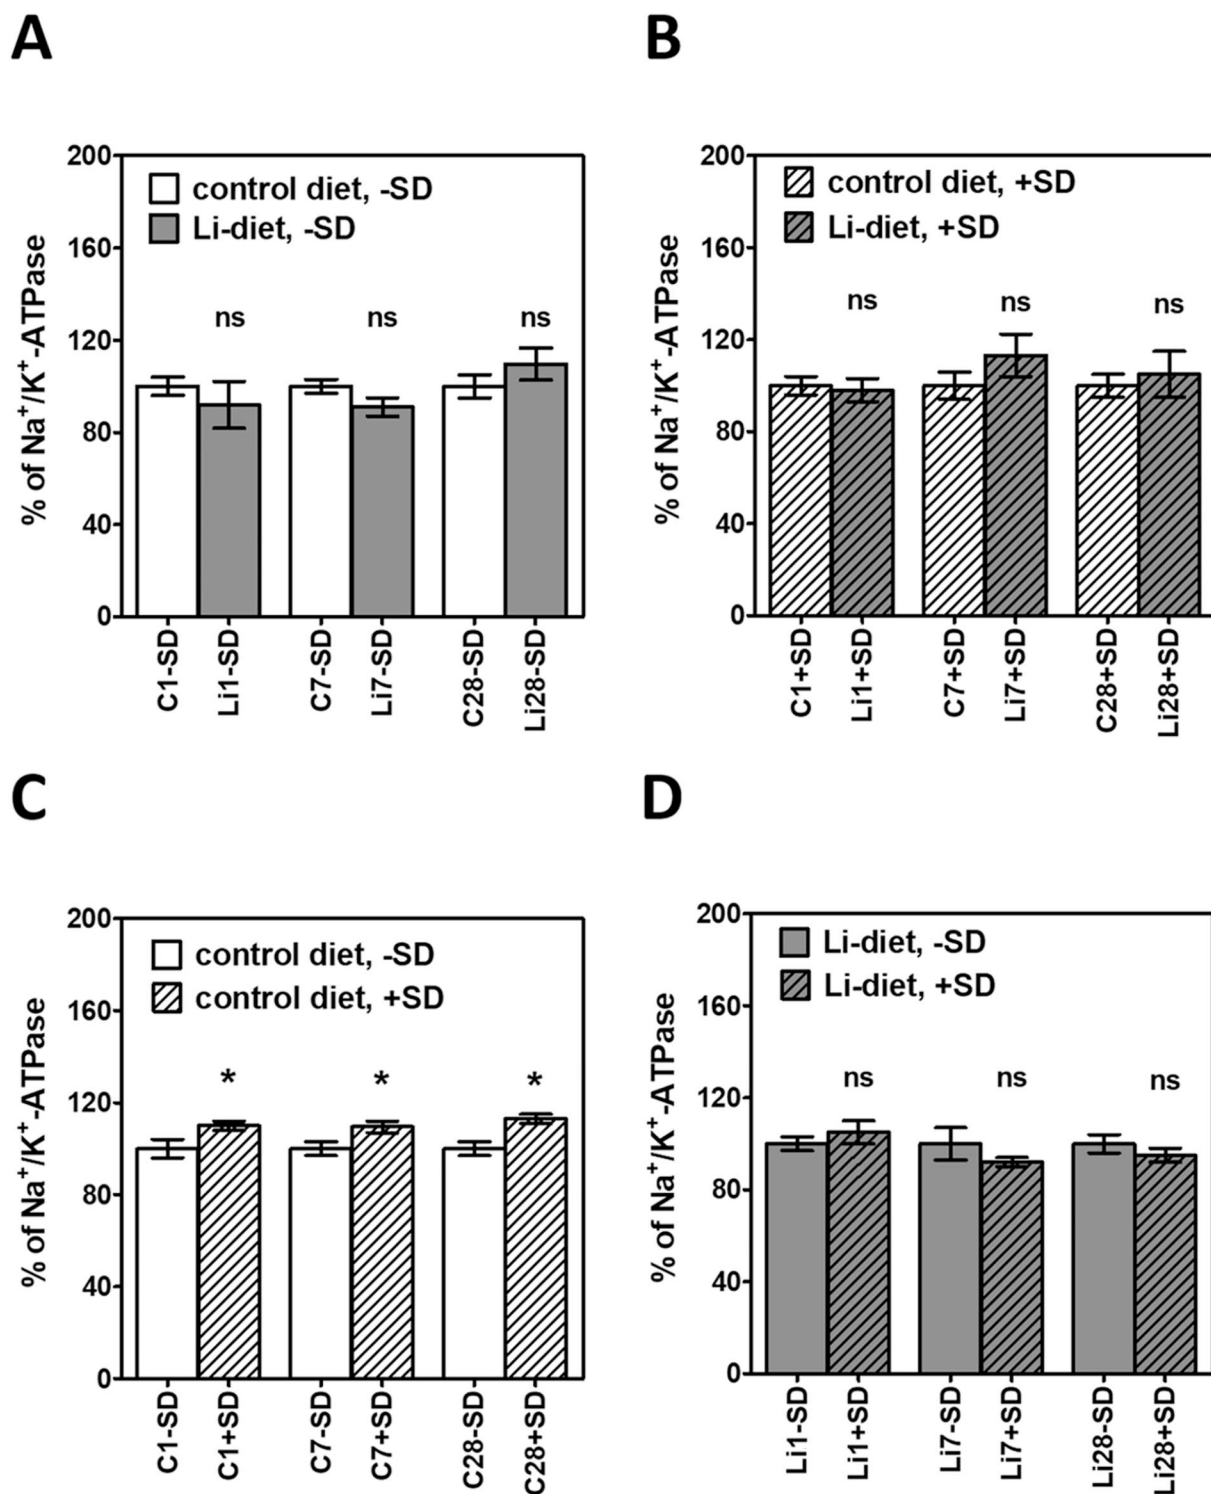 A
% of Na⁺/K⁺-ATPase
200
160
120
80
40
0
control diet, -SD
Li-diet, -SD
ns
ns
ns
C1-SD
Li1-SD
C7-SD
Li7-SD
C28-SD
Li28-SD
B
% of Na⁺/K⁺-ATPase
200
160
120
80
40
0
control diet, +SD
Li-diet, +SD
ns
ns
ns
C1+SD
Li1+SD
C7+SD
Li7+SD
C28+SD
Li28+SD
C
% of Na⁺/K⁺-ATPase
200
160
120
80
40
0
control diet, -SD
control diet, +SD
*
*
*
C1-SD
C1+SD
C7-SD
C7+SD
C28-SD
C28+SD
D
% of Na⁺/K⁺-ATPase
200
160
120
80
40
0
Li-diet, -SD
Li-diet, +SD
ns
ns
ns
Li1-SD
Li1+SD
Li7-SD
Li7+SD
Li28-SD
Li28+SD